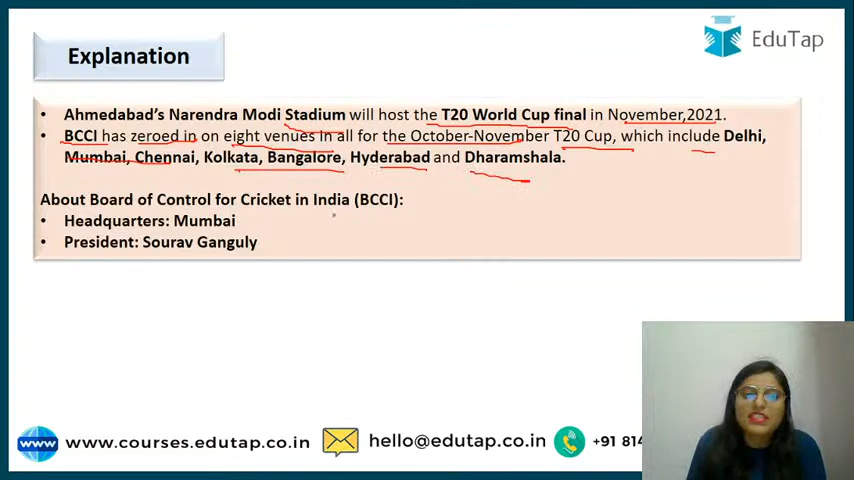 EduTap
Explanation
• Ahmedabad's Narendra Modi Stadium will host the T20 World Cup final in November,2021.
• BCCI has zeroed in on eight venues in all for the October-November T20 Cup, which include Delhi,
Mumbai, Chennai, Kolkata, Bangalore, Hyderabad and Dharamshala.
About Board of Control for Cricket in India (BCCI):
• Headquarters: Mumbai
• President: Sourav Ganguly
www www.courses.edutap.co.in hello@edutap.co.in +91 814